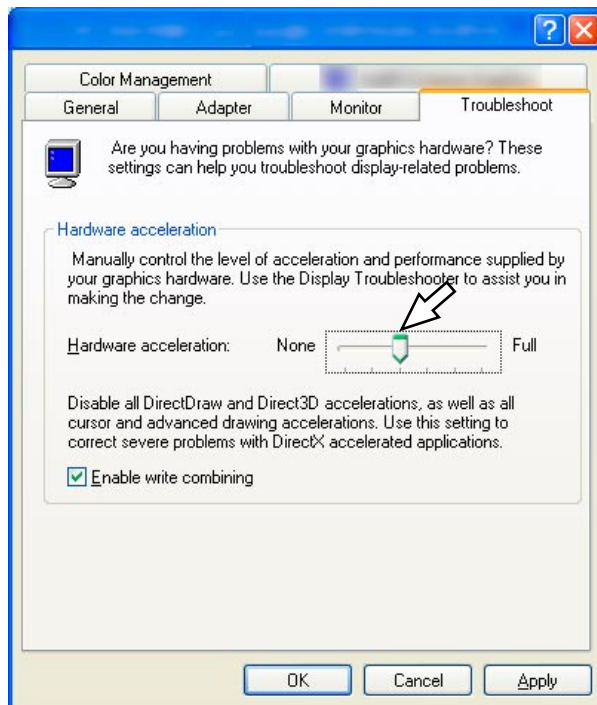 Color Management
General
Adapter
Monitor
Troubleshoot
Are you having problems with your graphics hardware? These
settings can help you troubleshoot display-related problems.
Hardware acceleration
Manually control the level of acceleration and performance supplied by
your graphics hardware. Use the Display Troubleshooter to assist you in
making the change.
Hardware acceleration: None Full
Disable all DirectDraw and Direct3D accelerations, as well as all
cursor and advanced drawing accelerations. Use this setting to
correct severe problems with DirectX accelerated applications.
Enable write combining
OK
Cancel
Apply